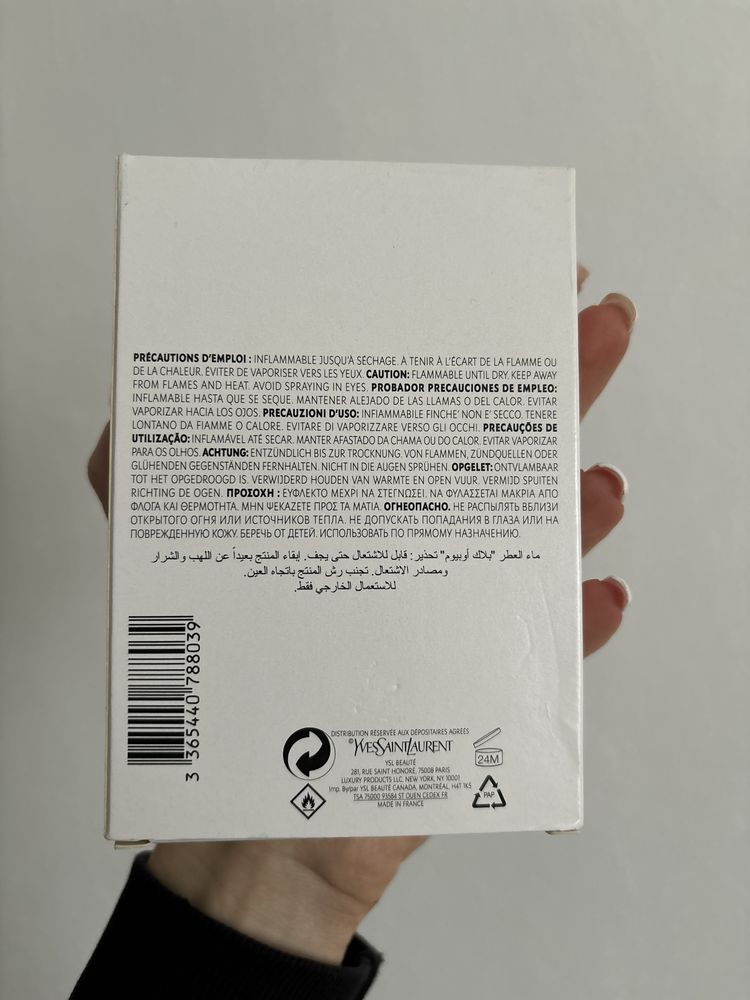 PRÉCAUTIONS D'EMPLOI : INFLAMMABLE JUSQU'À SÉCHAGE. À TENIR À L'ÉCART DE LA FLAMME OU
DE LA CHALEUR. ÉVITER DE VAPORISER VERS LES YEUX. CAUTION: FLAMMABLE UNTIL DRY. KEEP AWAY
FROM FLAMES AND HEAT. AVOID SPRAYING IN EYES. PROBADOR PRECAUCIONES DE EMPLEO:
INFLAMABLE HASTA QUE SE SEQUE. MANTENER ALEJADO DE LAS LLAMAS O DEL CALOR. EVITAR
VAPORIZAR HACIA LOS OJOS. PRECAUZIONI D'USO: INFIAMMABILE FINCHE' NON E' SECCO. TENERE
LONTANO DA FIAMME O CALORE. EVITARE DI VAPORIZZARE VERSO GLI OCCHI. PRECAUÇÕES DE
UTILIZAÇÃO: INFLAMÁVEL ATÉ SECAR. MANTER AFASTADO DA CHAMA OU DO CALOR. EVITAR VAPORIZAR
PARA OS OLHOS. ACHTUNG: ENTZÜNDLICH BIS ZUR TROCKNUNG. VON FLAMMEN, ZÜNDQUELLEN ODER
GLÜHENDEN GEGENSTÄNDEN FERNHALTEN. NICHT IN DIE AUGEN SPRÜHEN. OPGELET: ONTVLAMBAAR
TOT HET OPGEDROOGD IS. VERWIJDERD HOUDEN VAN WARMTE EN OPEN VUUR. VERMIJD SPUITEN
RICHTING DE OGEN. ΠΡΟΣΟΧΗ : ΕΥΦΛΕΚΤΟ ΜΕΧΡΙ ΝΑ ΣΤΕΓΝΩΣΕΙ. ΝΑ ΦΥΛΑΣΣΕΤΑΙ ΜΑΚΡΙΑ ΑΠΟ
ΦΛΟΓΑ ΚΑΙ ΘΕΡΜΟΤΗΤΑ. ΜΗΝ ΨΕΚΑΖΕΤΕ ΠΡΟΣ ΤΑ ΜΑΤΙΑ. ОГНЕОПАСНО. НЕ РАСПЫЛЯТЬ ВБЛИЗИ
ОТКРЫТОГО ОГНЯ ИЛИ ИСТОЧНИКОВ ТЕПЛА. НЕ ДОПУСКАТЬ ПОПАДАНИЯ В ГЛАЗА ИЛИ НА
ПОВРЕЖДЕННУЮ КОЖУ. БЕРЕЧЬ ОТ ДЕТЕЙ. ИСПОЛЬЗОВАТЬ ПО ПРЯМОМУ НАЗНАЧЕНИЮ.
ماء العطر "بلاك أوبيوم" تحذير: قابل للاشتعال حتى يجف. إبقاء المنتج بعيداً عن اللهب والشرار
ومصادر الاشتعال. تجنب رش المنتج باتجاه العين.
للاستعمال الخارجي فقط.
3 365440 788039
DISTRIBUTION RÉSERVÉE AUX DÉPOSITAIRES AGRÉÉS
©YVESSAINTLAURENT
YSL BEAUTÉ
281, RUE SAINT HONORÉ, 75008 PARIS
LUXURY PRODUCTS LLC. NEW YORK, NY 10001
Imp. By/par YSL BEAUTÉ CANADA, MONTRÉAL, H4T 1K5
TSA 75000 93584 ST OUEN CEDEX FR
MADE IN FRANCE
24M
PAP